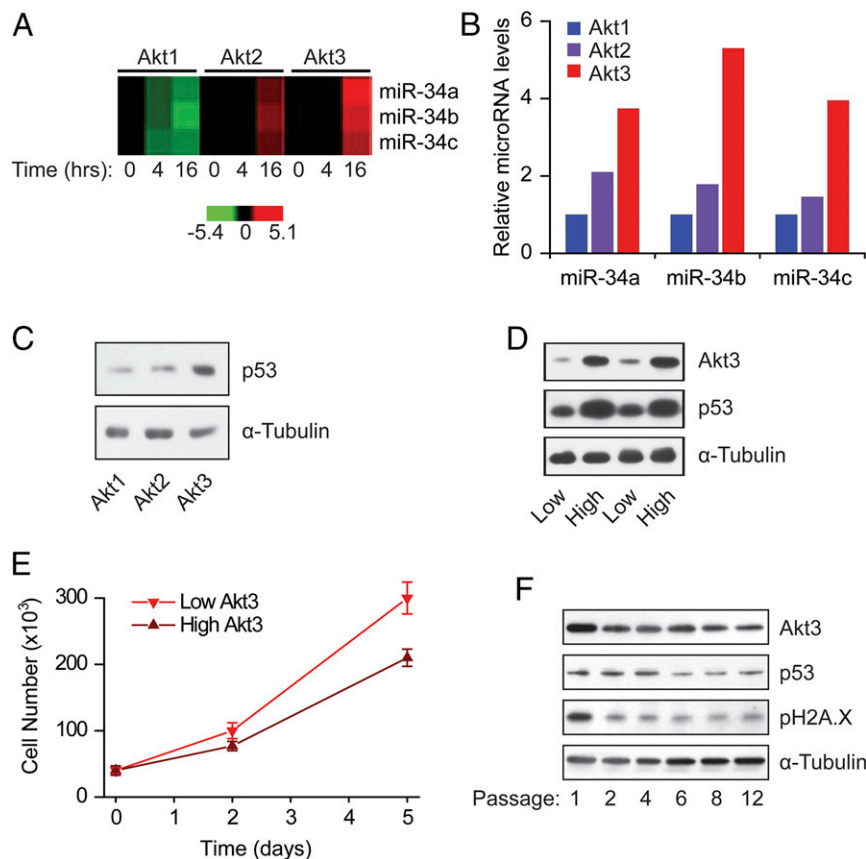 A
Akt1 Akt2 Akt3
miR-34a
miR-34b
miR-34c
Time (hrs): 0 4 16 0 4 16 0 4 16
-5.4 0 5.1
B
Relative microRNA levels
6
4
2
0
Akt1
Akt2
Akt3
miR-34a miR-34b miR-34c
C
p53
α-Tubulin
Akt1 Akt2 Akt3
D
Akt3
p53
α-Tubulin
Low High Low High
E
Cell Number (x10³)
300
200
100
0
Low Akt3
High Akt3
0 1 2 3 4 5
Time (days)
F
Akt3
p53
pH2A.X
α-Tubulin
Passage: 1 2 4 6 8 12